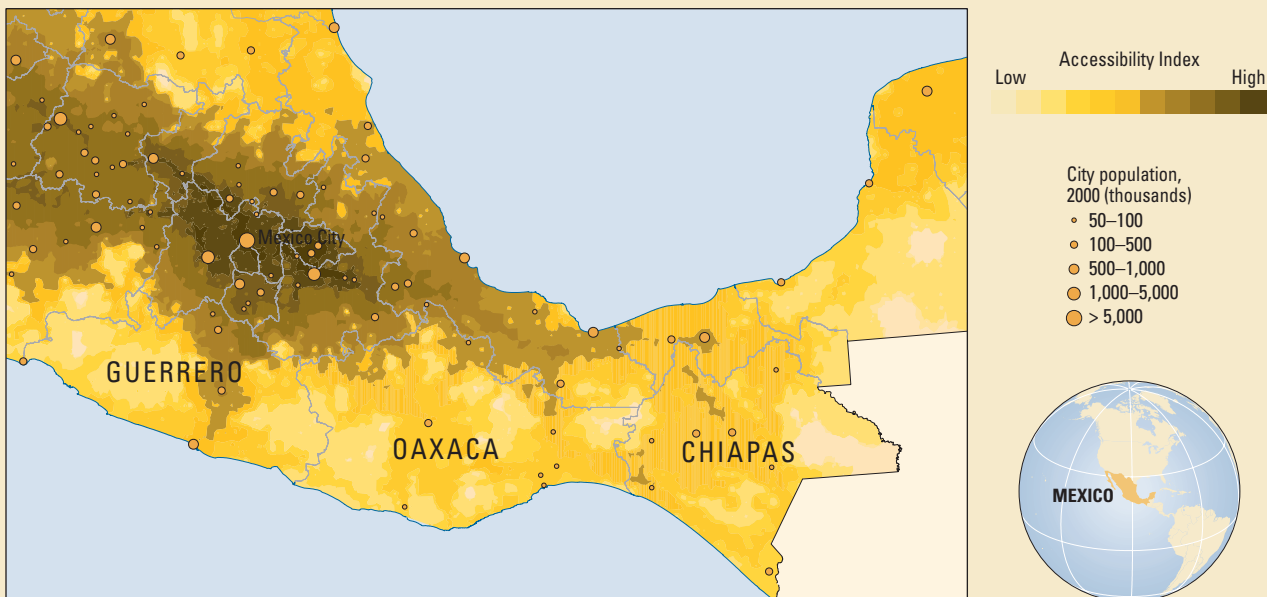 Accessibility Index
Low High
City population,
2000 (thousands)
50–100
100–500
500–1,000
1,000–5,000
> 5,000
Mexico City
GUERRERO
OAXACA
CHIAPAS
MEXICO